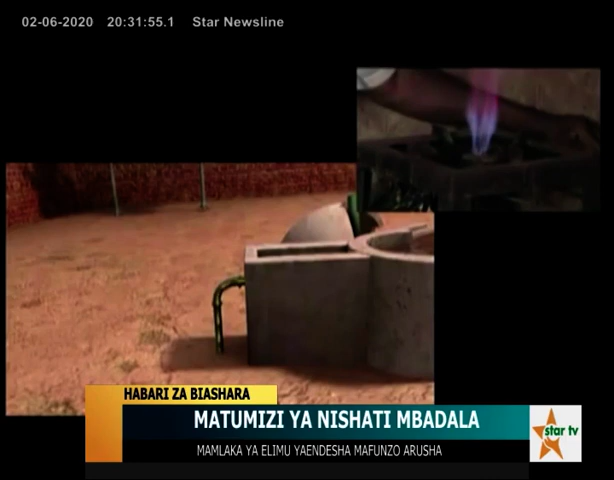 02-06-2020 20:31:55.1 Star Newsline
HABARI ZA BIASHARA
MATUMIZI YA NISHATI MBADALA
MAMLAKA YA ELIMU YAENDESHA MAFUNZO ARUSHA
star tv